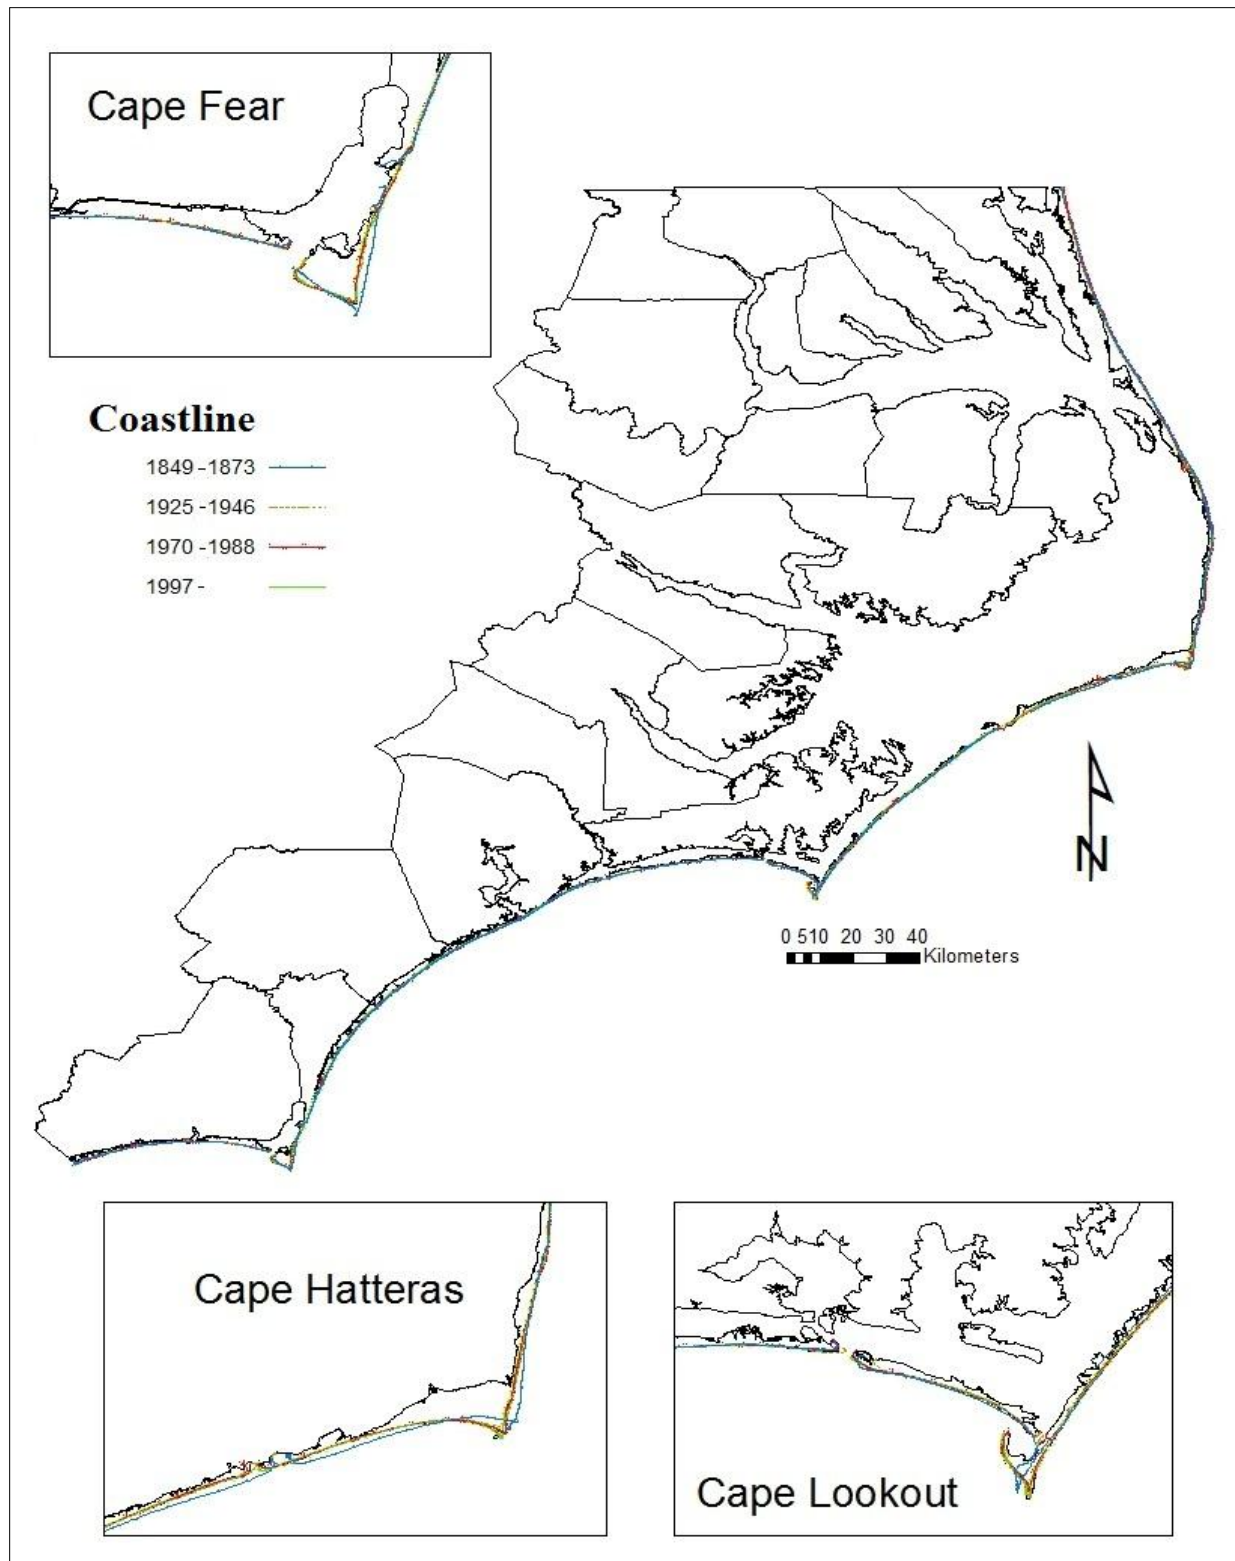 Cape Fear
Coastline
1849 - 1873
1925 - 1946
1970 - 1988
1997 -
N
0 5 10 20 30 40
Kilometers
Cape Hatteras
Cape Lookout